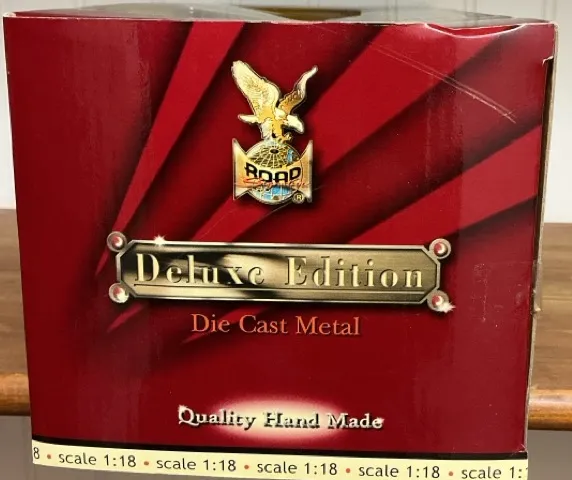 ROAD
Signature
®
Deluxe Edition
Die Cast Metal
Quality Hand Made
8 • scale 1:18 • scale 1:18 • scale 1:18 • scale 1:18 • scale 1:1